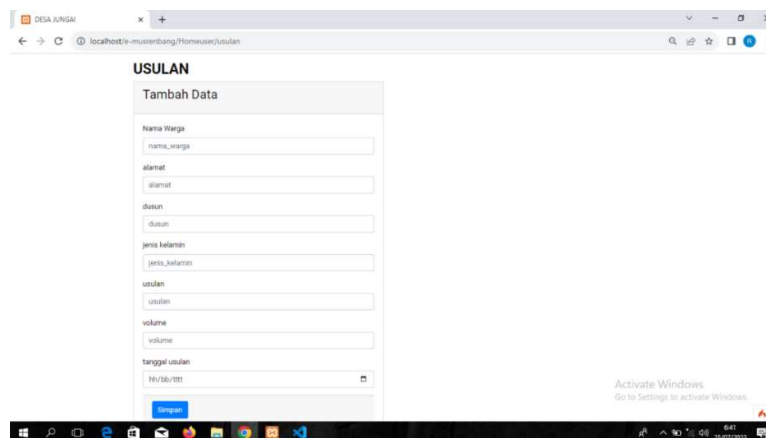 DESA JUNGAI
localhost/e-musrenbang/Homeuser/usulan
USULAN
Tambah Data
Nama Warga
nama_warga
alamat
alamat
dusun
dusun
jenis kelamin
jenis_kelamin
usulan
usulan
volume
volume
tanggal usulan
hh/bb/tttt
Simpan
Activate Windows
Go to Settings to activate Windows.
6:41